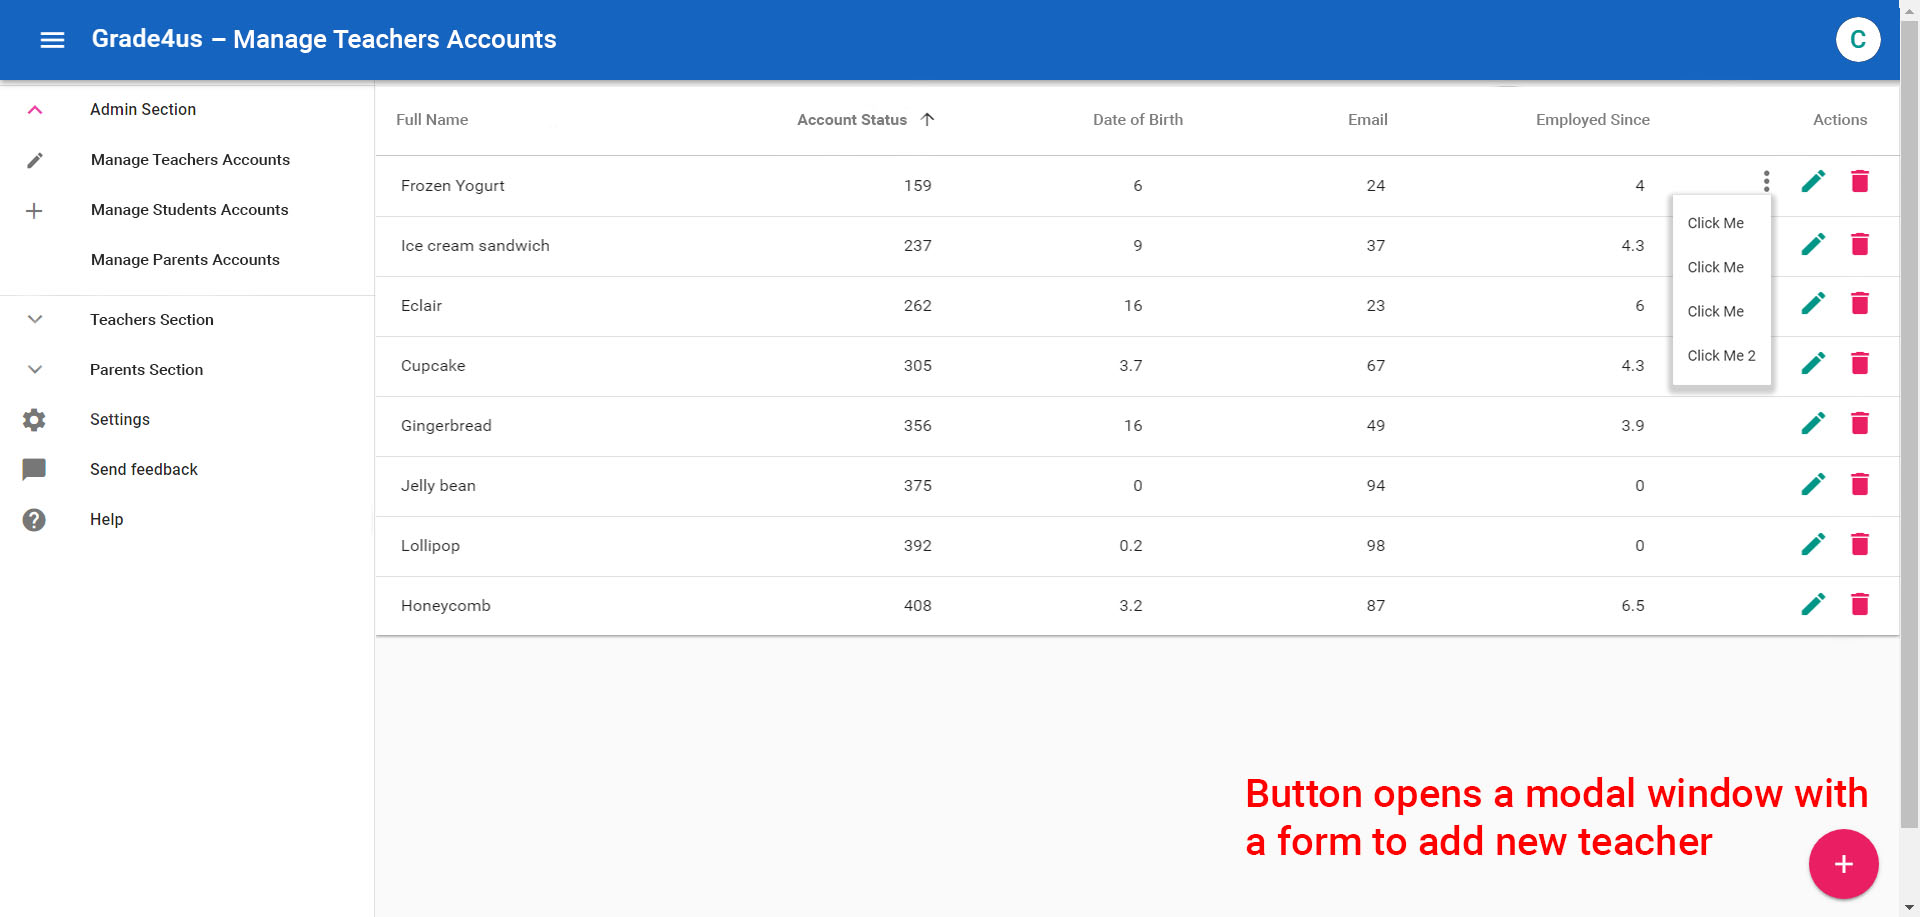 Grade4us – Manage Teachers Accounts
C
Admin Section
Manage Teachers Accounts
Manage Students Accounts
Manage Parents Accounts
Teachers Section
Parents Section
Settings
Send feedback
Help
Full Name Account Status Date of Birth Email Employed Since Actions
Frozen Yogurt 159 6 24 4
Ice cream sandwich 237 9 37 4.3
Eclair 262 16 23 6
Cupcake 305 3.7 67 4.3
Gingerbread 356 16 49 3.9
Jelly bean 375 0 94 0
Lollipop 392 0.2 98 0
Honeycomb 408 3.2 87 6.5
Click Me
Click Me
Click Me
Click Me 2
Button opens a modal window with
a form to add new teacher